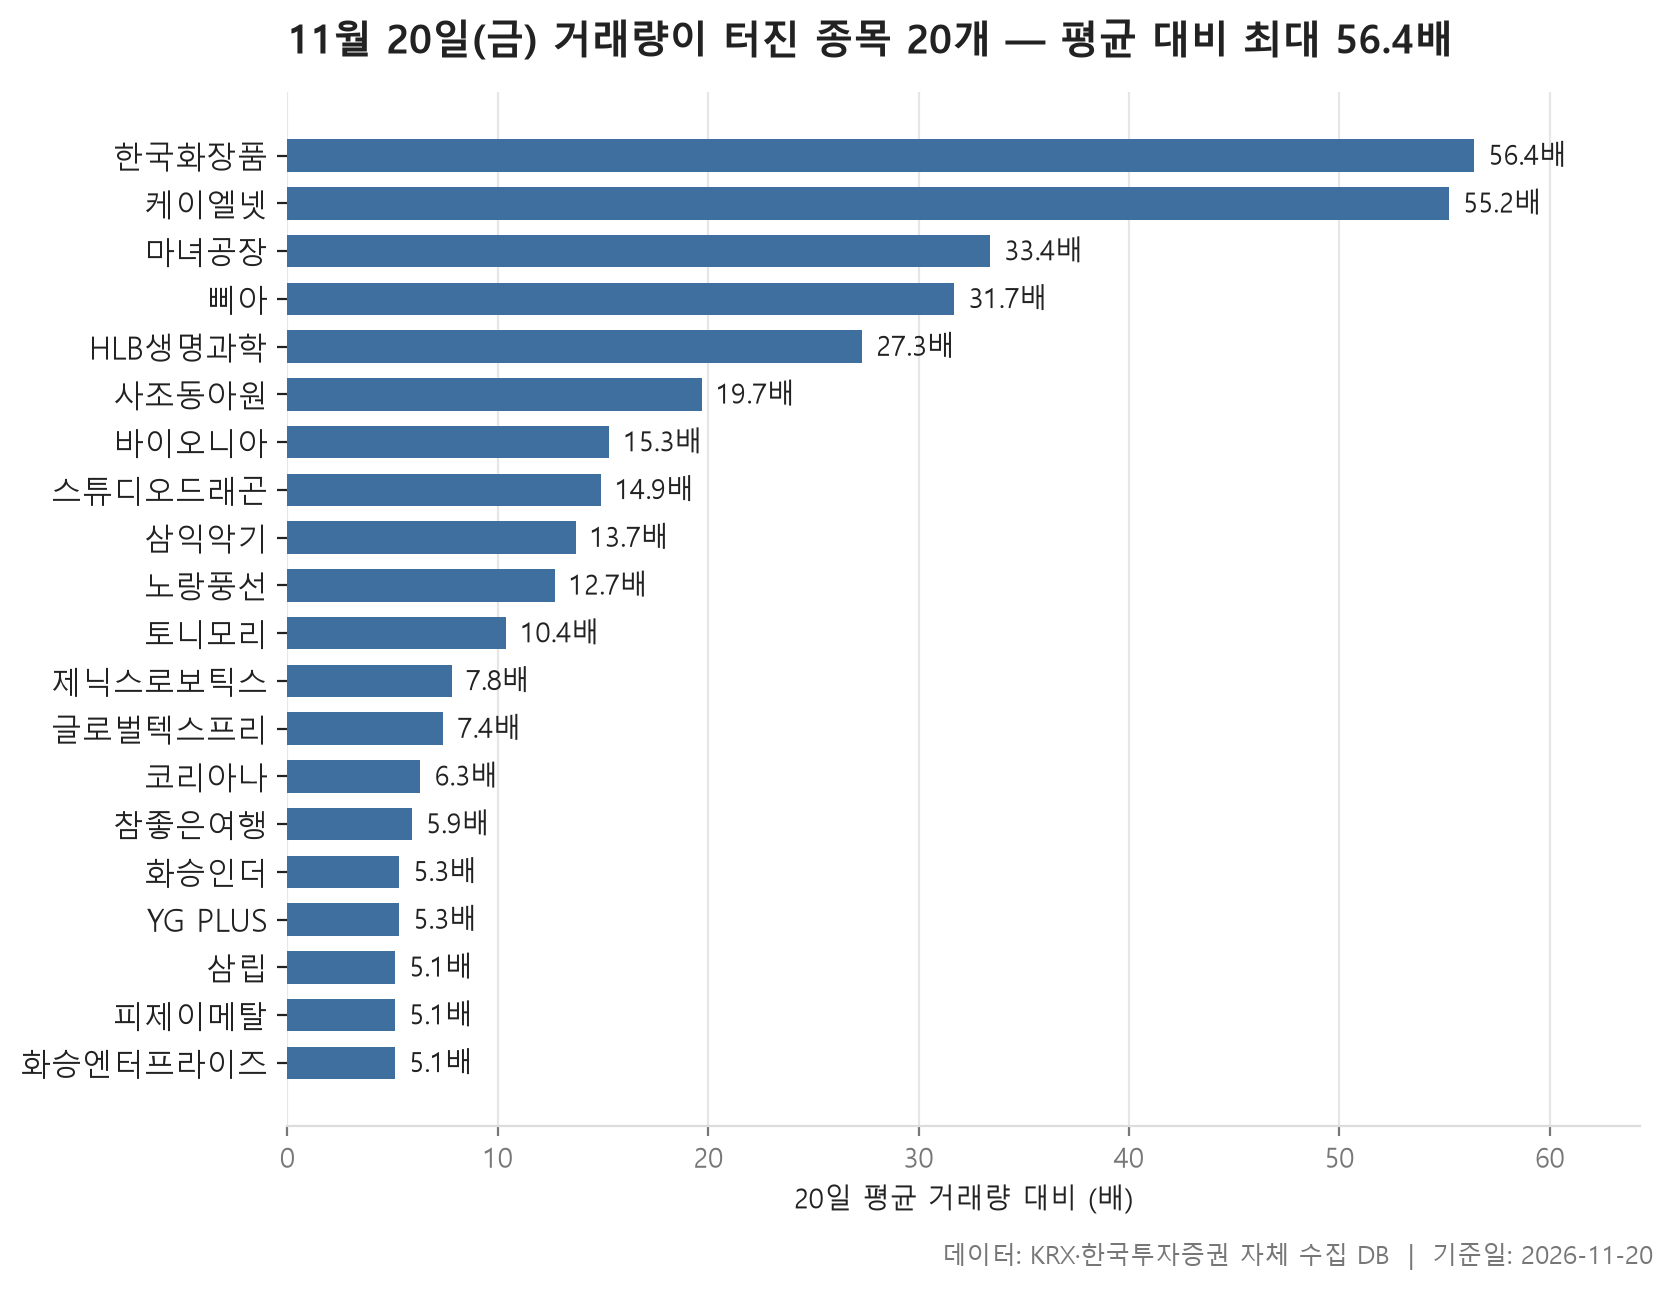 11월 20일(금) 거래량이 터진 종목 20개 — 평균 대비 최대 56.4배
한국화장품 56.4배
케이엘넷 55.2배
마녀공장 33.4배
삐아 31.7배
HLB생명과학 27.3배
사조동아원 19.7배
바이오니아 15.3배
스튜디오드래곤 14.9배
삼익악기 13.7배
노랑풍선 12.7배
토니모리 10.4배
제닉스로보틱스 7.8배
글로벌텍스프리 7.4배
코리아나 6.3배
참좋은여행 5.9배
화승인더 5.3배
YG PLUS 5.3배
삼립 5.1배
피제이메탈 5.1배
화승엔터프라이즈 5.1배
0 10 20 30 40 50 60
20일 평균 거래량 대비 (배)
데이터: KRX·한국투자증권 자체 수집 DB | 기준일: 2026-11-20